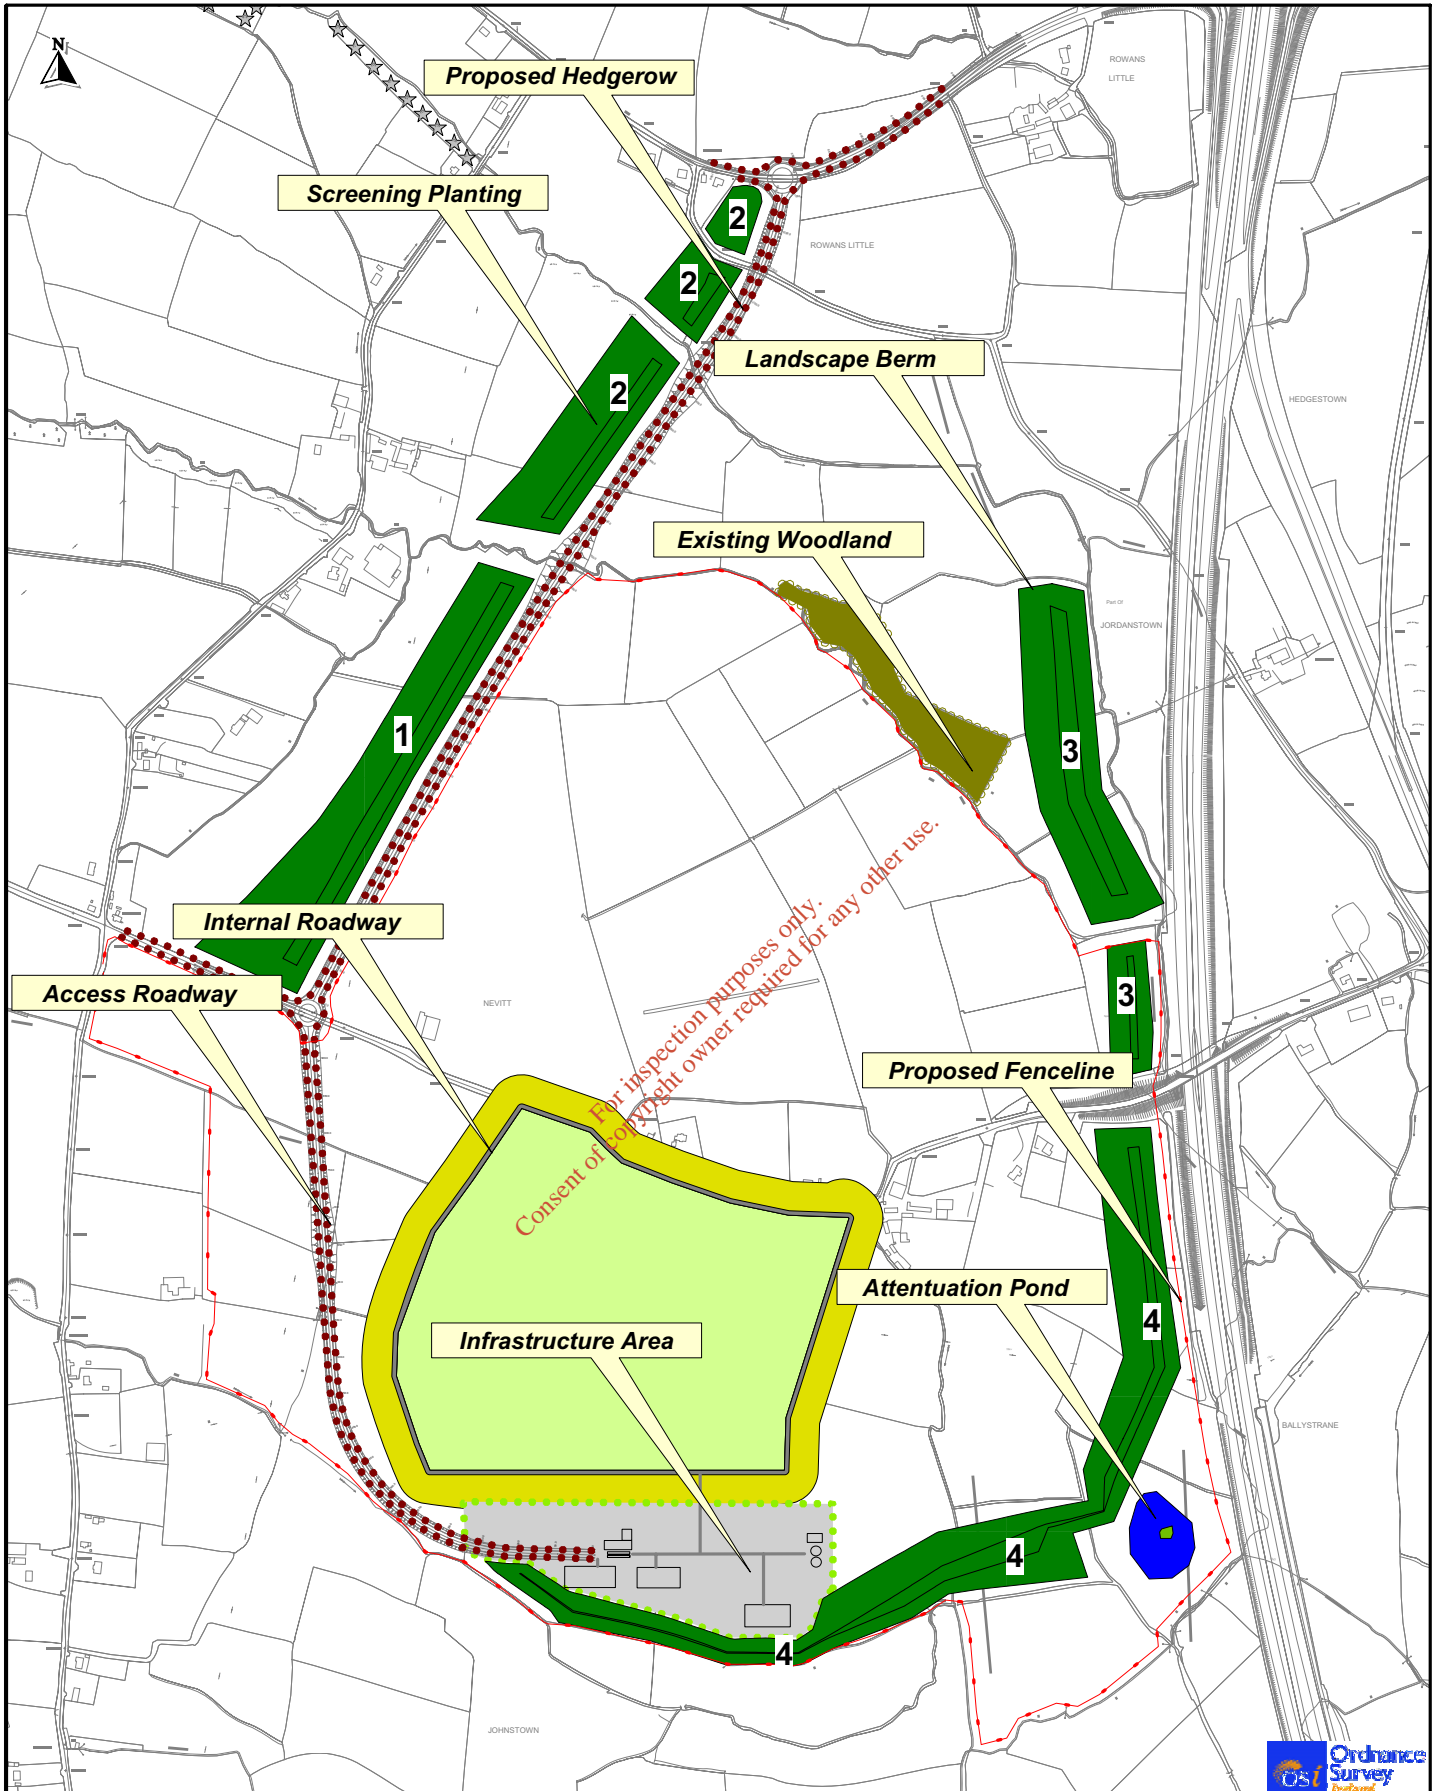 N
ROWANS
LITTLE
Proposed Hedgerow
Screening Planting
2
ROWANS LITTLE
2
Landscape Berm
2
HEDGESTOWN
Existing Woodland
Part Of
JORDANSTOWN
1
3
Internal Roadway
For inspection purposes only.
Consent of copyright owner required for any other use.
Access Roadway
NEVITT
3
Proposed Fenceline
Attentuation Pond
4
Infrastructure Area
BALLYSTRANE
4
4
JOHNSTOWN
osi
Ordnance
Survey
Ireland